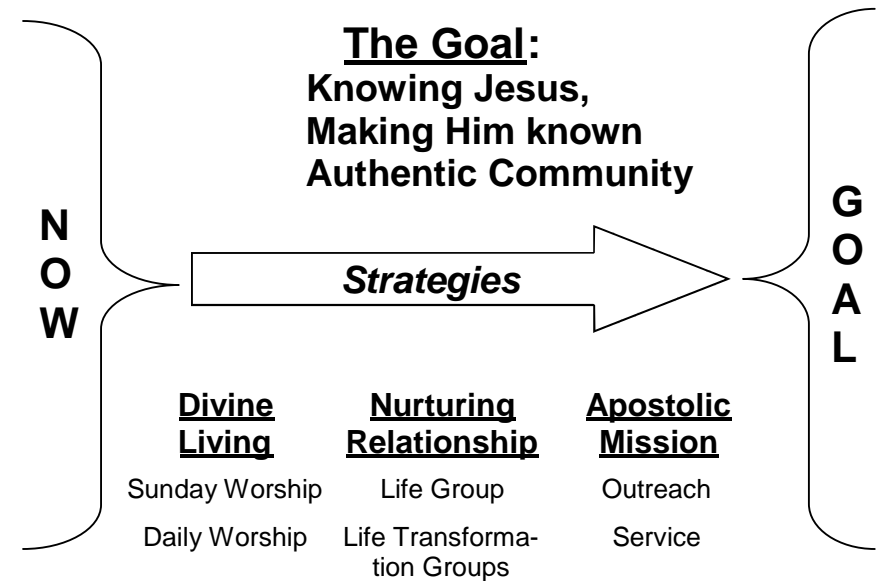 The Goal:
Knowing Jesus,
Making Him known
Authentic Community
N
O
W
Strategies
G
O
A
L
Divine
Living
Sunday Worship
Daily Worship
Nurturing
Relationship
Life Group
Life Transforma-
tion Groups
Apostolic
Mission
Outreach
Service